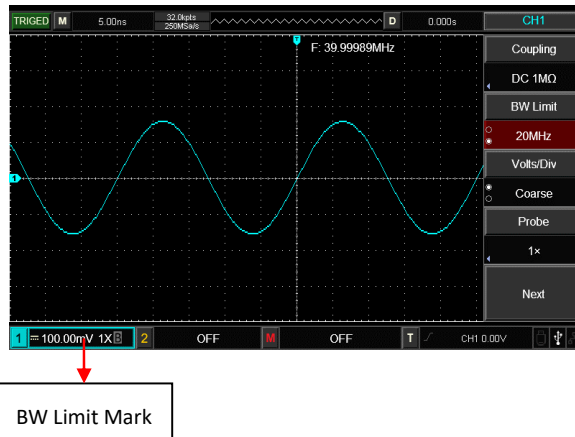 TRIGED M 5.00ns 32.0kpts D 0.000s CH1
250MSa/s
T
F: 39.99989MHz
Coupling
DC 1MΩ
BW Limit
20MHz
Volts/Div
Coarse
Probe
1×
Next
1
1 100.00mV 1X B 2 OFF M OFF T CH1 0.00V
BW Limit Mark